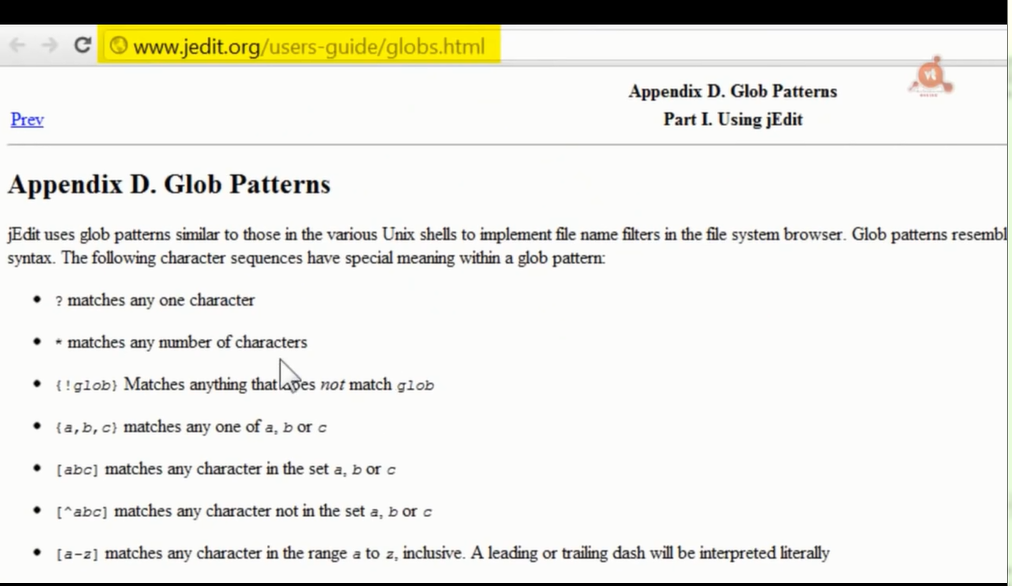 www.jedit.org/users-guide/globs.html
Appendix D. Glob Patterns
Prev
Part I. Using jEdit
Appendix D. Glob Patterns
jEdit uses glob patterns similar to those in the various Unix shells to implement file name filters in the file system browser. Glob patterns resembl
syntax. The following character sequences have special meaning within a glob pattern:
• ? matches any one character
• * matches any number of characters
• {!glob} Matches anything that does not match glob
• {a,b,c} matches any one of a, b or c
• [abc] matches any character in the set a, b or c
• [^abc] matches any character not in the set a, b or c
• [a-z] matches any character in the range a to z, inclusive. A leading or trailing dash will be interpreted literally